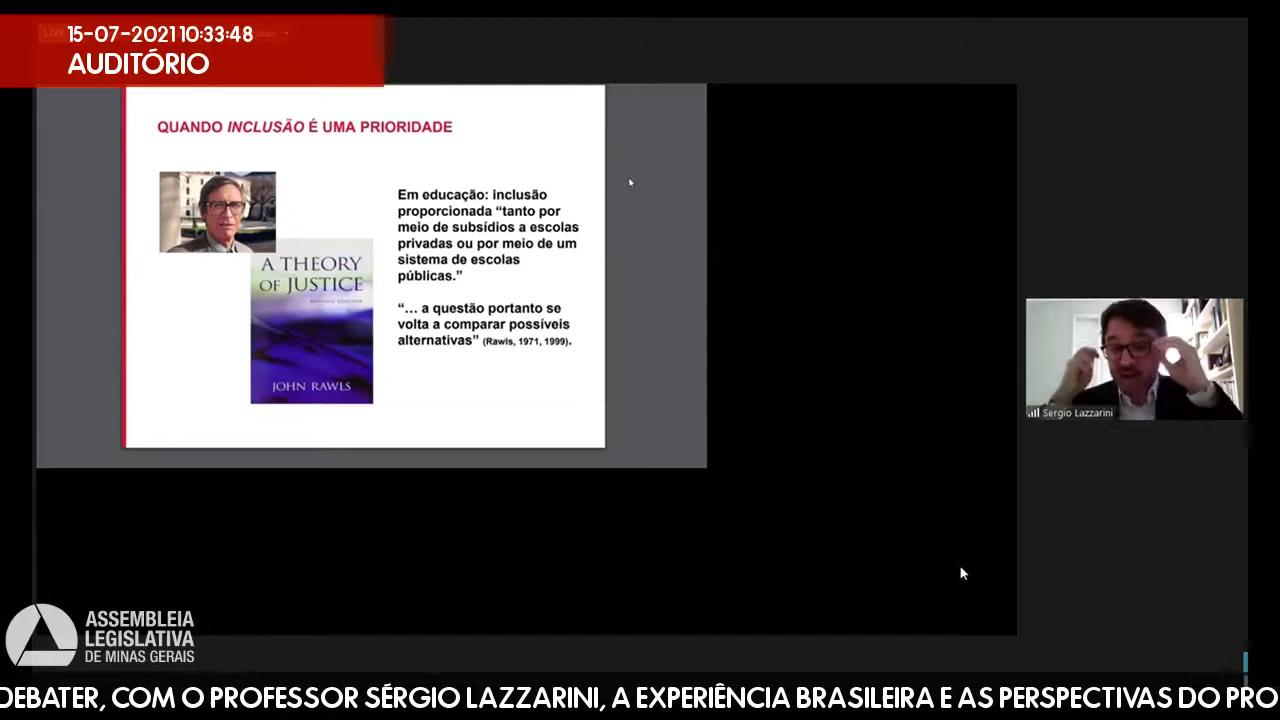 15-07-2021 10:33:48
AUDITÓRIO
QUANDO INCLUSÃO É UMA PRIORIDADE
Em educação: inclusão
proporcionada “tanto por
meio de subsídios a escolas
privadas ou por meio de um
sistema de escolas
públicas.”
“… a questão portanto se
volta a comparar possíveis
alternativas” (Rawls, 1971, 1999).
A THEORY
OF JUSTICE
REVISED EDITION
JOHN RAWLS
Sergio Lazzarini
ASSEMBLEIA
LEGISLATIVA
DE MINAS GERAIS
DEBATER, COM O PROFESSOR SÉRGIO LAZZARINI, A EXPERIÊNCIA BRASILEIRA E AS PERSPECTIVAS DO PRO